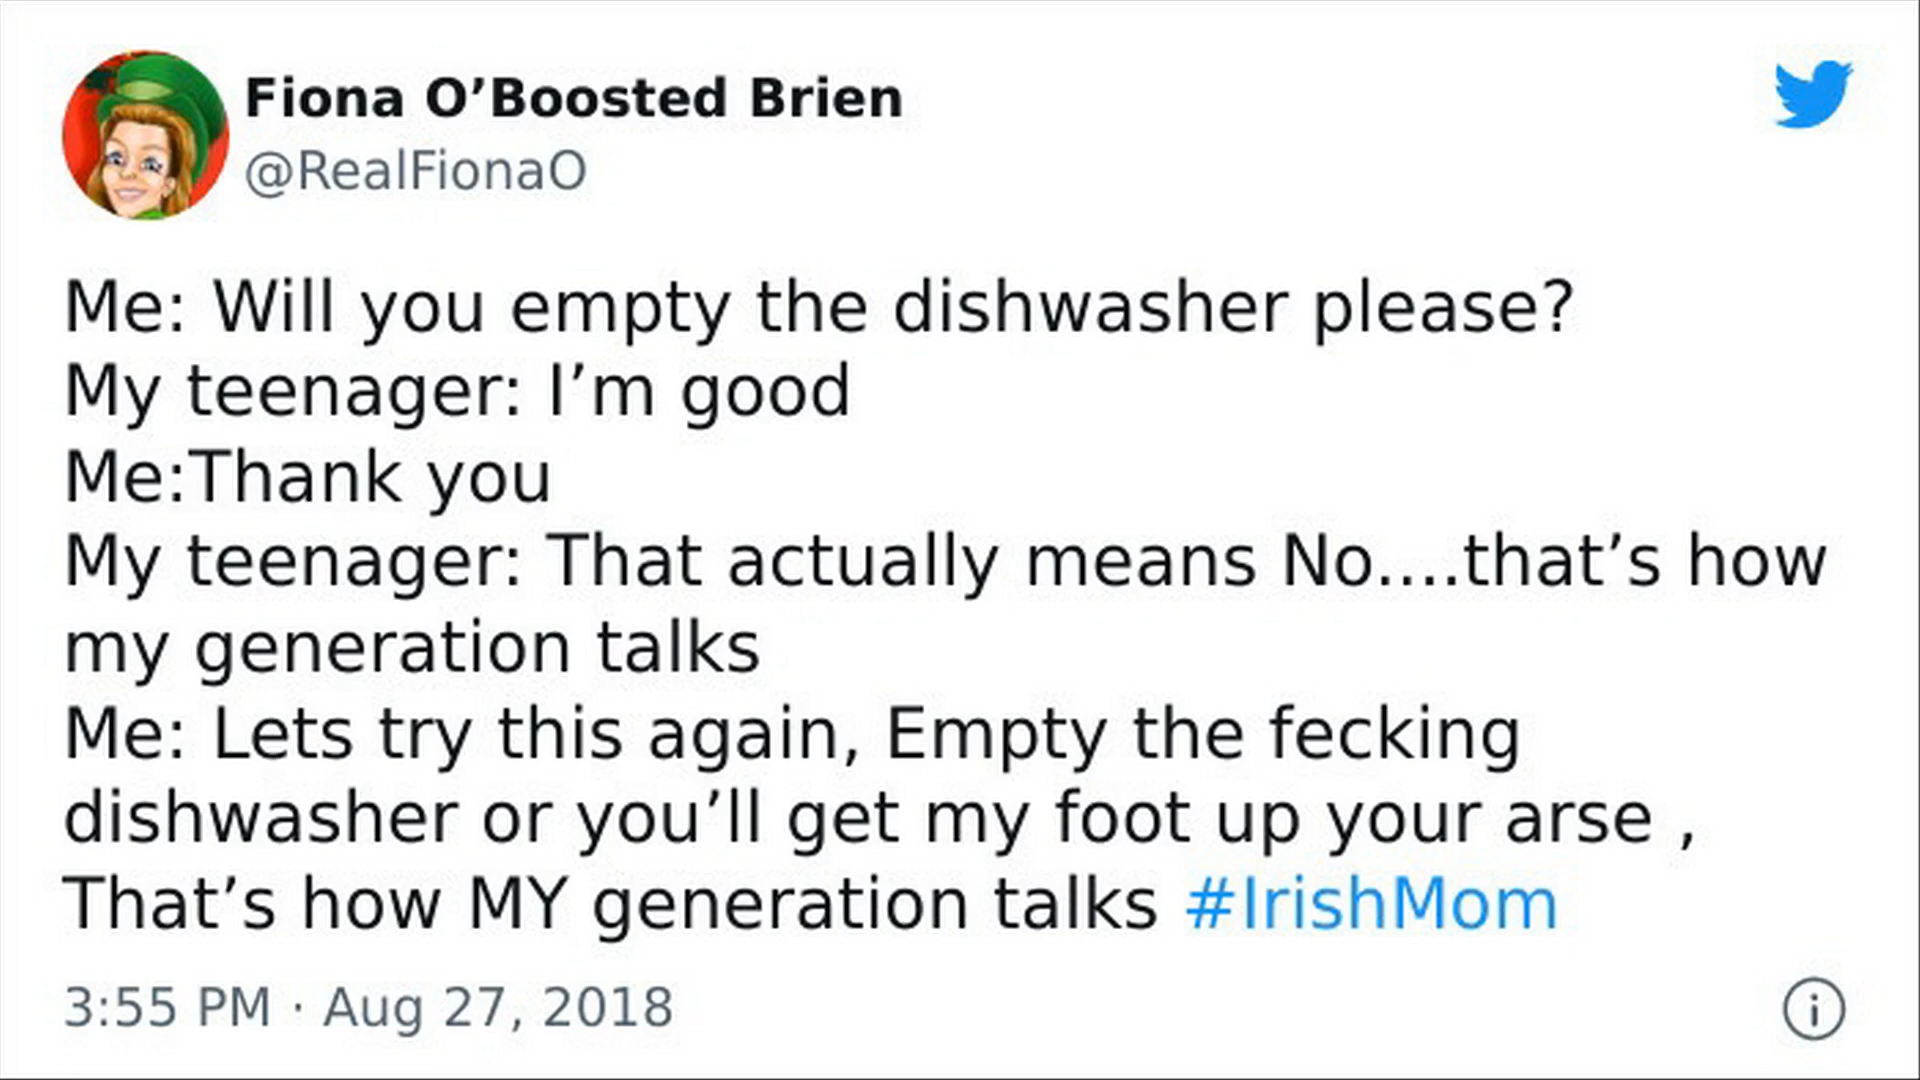 Fiona O’Boosted Brien
@RealFionaO
Me: Will you empty the dishwasher please?
My teenager: I’m good
Me:Thank you
My teenager: That actually means No....that’s how
my generation talks
Me: Lets try this again, Empty the fecking
dishwasher or you’ll get my foot up your arse ,
That’s how MY generation talks #IrishMom
3:55 PM · Aug 27, 2018